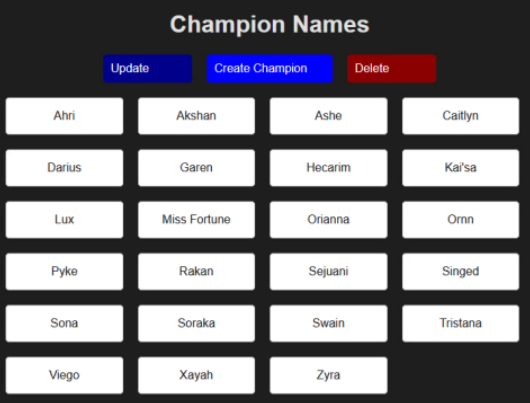 Champion Names
Update Create Champion Delete
Ahri Akshan Ashe Caitlyn
Darius Garen Hecarim Kai'sa
Lux Miss Fortune Orianna Ornn
Pyke Rakan Sejuani Singed
Sona Soraka Swain Tristana
Viego Xayah Zyra